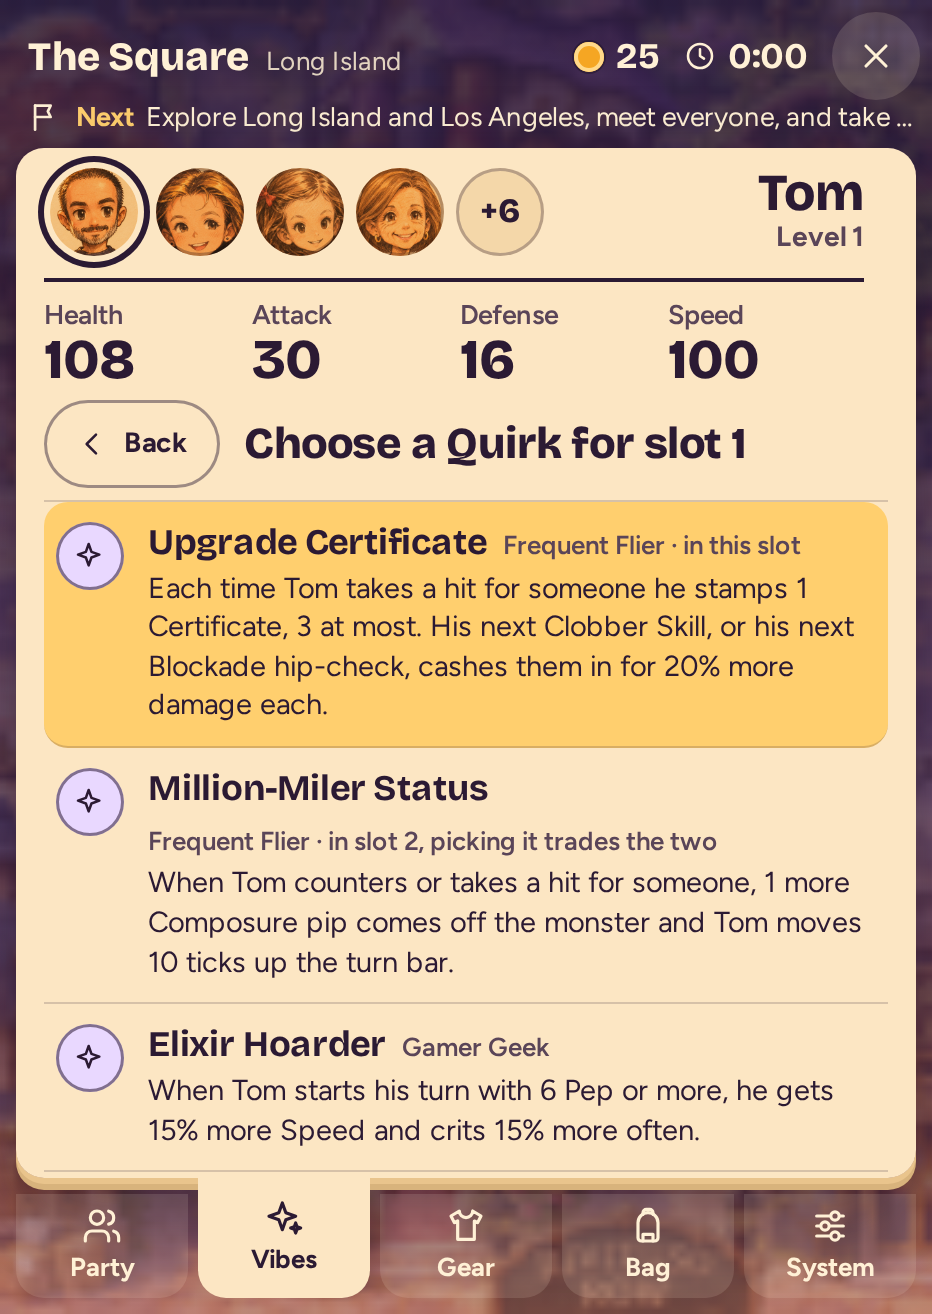 The Square Long Island 25 0:00
Next Explore Long Island and Los Angeles, meet everyone, and take ...
+6
Tom
Level 1
Health Attack Defense Speed
108 30 16 100
Back Choose a Quirk for slot 1
Upgrade Certificate Frequent Flier · in this slot
Each time Tom takes a hit for someone he stamps 1
Certificate, 3 at most. His next Clobber Skill, or his next
Blockade hip-check, cashes them in for 20% more
damage each.
Million-Miler Status
Frequent Flier · in slot 2, picking it trades the two
When Tom counters or takes a hit for someone, 1 more
Composure pip comes off the monster and Tom moves
10 ticks up the turn bar.
Elixir Hoarder Gamer Geek
When Tom starts his turn with 6 Pep or more, he gets
15% more Speed and crits 15% more often.
Party Vibes Gear Bag System